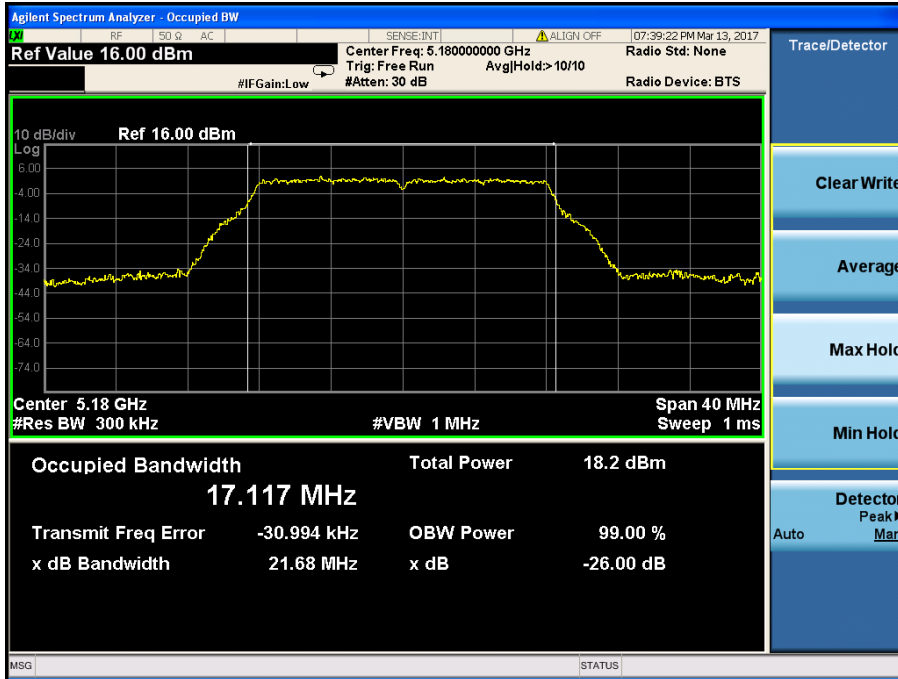 Agilent Spectrum Analyzer - Occupied BW
LXI RF 50 Ω AC SENSE:INT ALIGN OFF 07:39:22 PM Mar 13, 2017
Ref Value 16.00 dBm
Center Freq: 5.180000000 GHz
Radio Std: None
Trig: Free Run Avg|Hold:>10/10
#IFGain:Low
#Atten: 30 dB
Radio Device: BTS
10 dB/div Ref 16.00 dBm
Log
6.00
-4.00
-14.0
-24.0
-34.0
-44.0
-54.0
-64.0
-74.0
Center 5.18 GHz Span 40 MHz
#Res BW 300 kHz #VBW 1 MHz Sweep 1 ms
Occupied Bandwidth Total Power 18.2 dBm
17.117 MHz
Transmit Freq Error -30.994 kHz OBW Power 99.00 %
x dB Bandwidth 21.68 MHz x dB -26.00 dB
MSG STATUS
Trace/Detector
Clear Write
Average
Max Hold
Min Hold
Detector
Peak
Auto Man